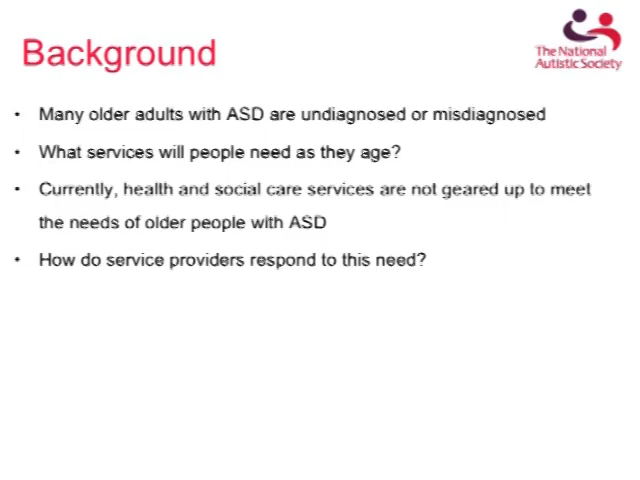 Background
The National
Autistic Society
• Many older adults with ASD are undiagnosed or misdiagnosed
• What services will people need as they age?
• Currently, health and social care services are not geared up to meet
the needs of older people with ASD
• How do service providers respond to this need?